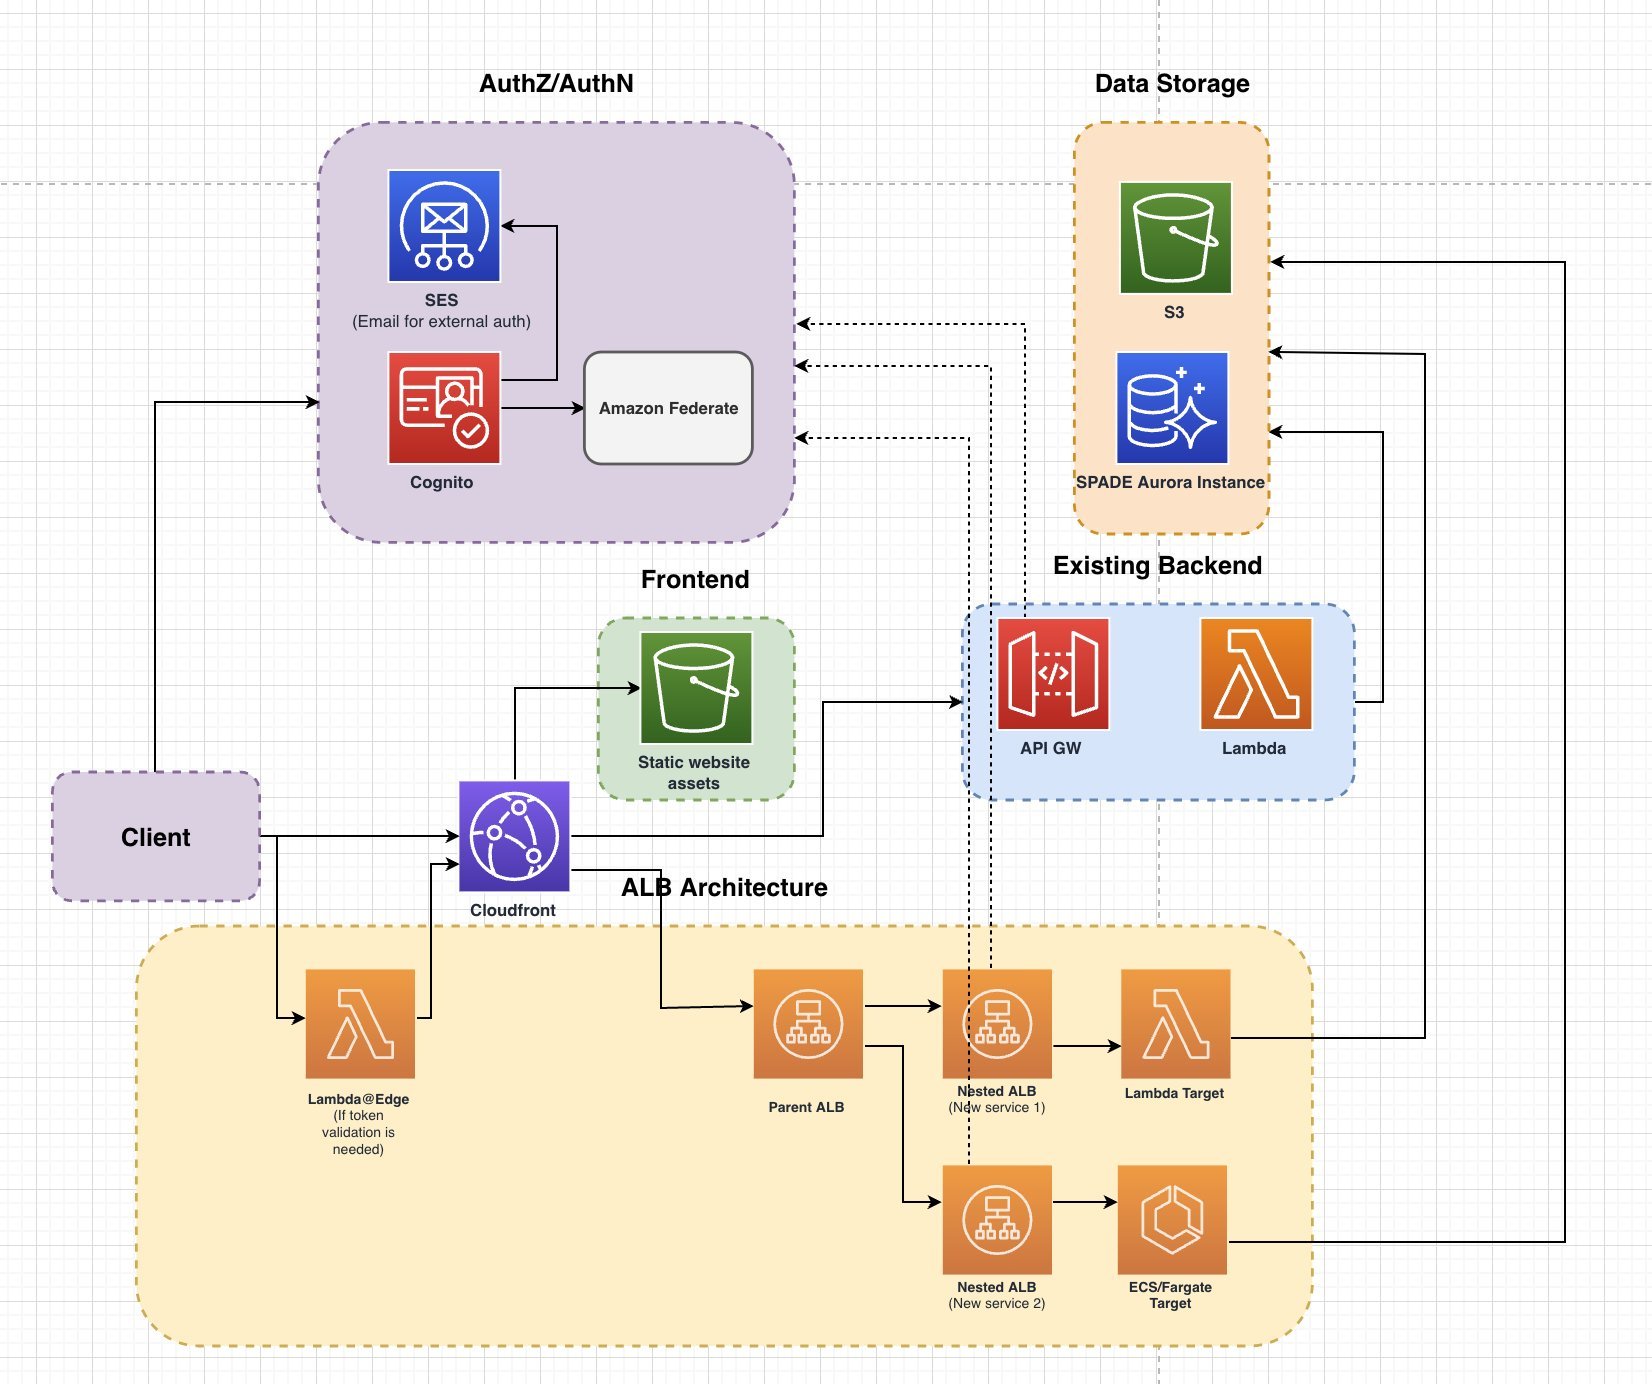 AuthZ/AuthN
Data Storage
SES
(Email for external auth)
S3
Amazon Federate
Cognito
SPADE Aurora Instance
Frontend
Existing Backend
Static website
assets
API GW
Lambda
Client
Cloudfront
ALB Architecture
Lambda@Edge
(If token
validation is
needed)
Parent ALB
Nested ALB
(New service 1)
Lambda Target
Nested ALB
(New service 2)
ECS/Fargate
Target